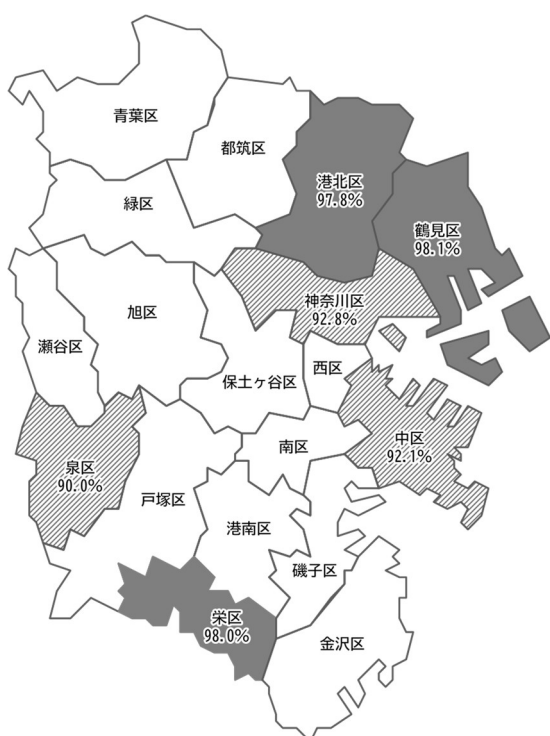 青葉区
都筑区
港北区
97.8%
緑区
鶴見区
98.1%
神奈川区
92.8%
旭区
瀬谷区
西区
保土ヶ谷区
中区
92.1%
南区
泉区
90.0%
戸塚区
港南区
磯子区
栄区
98.0%
金沢区